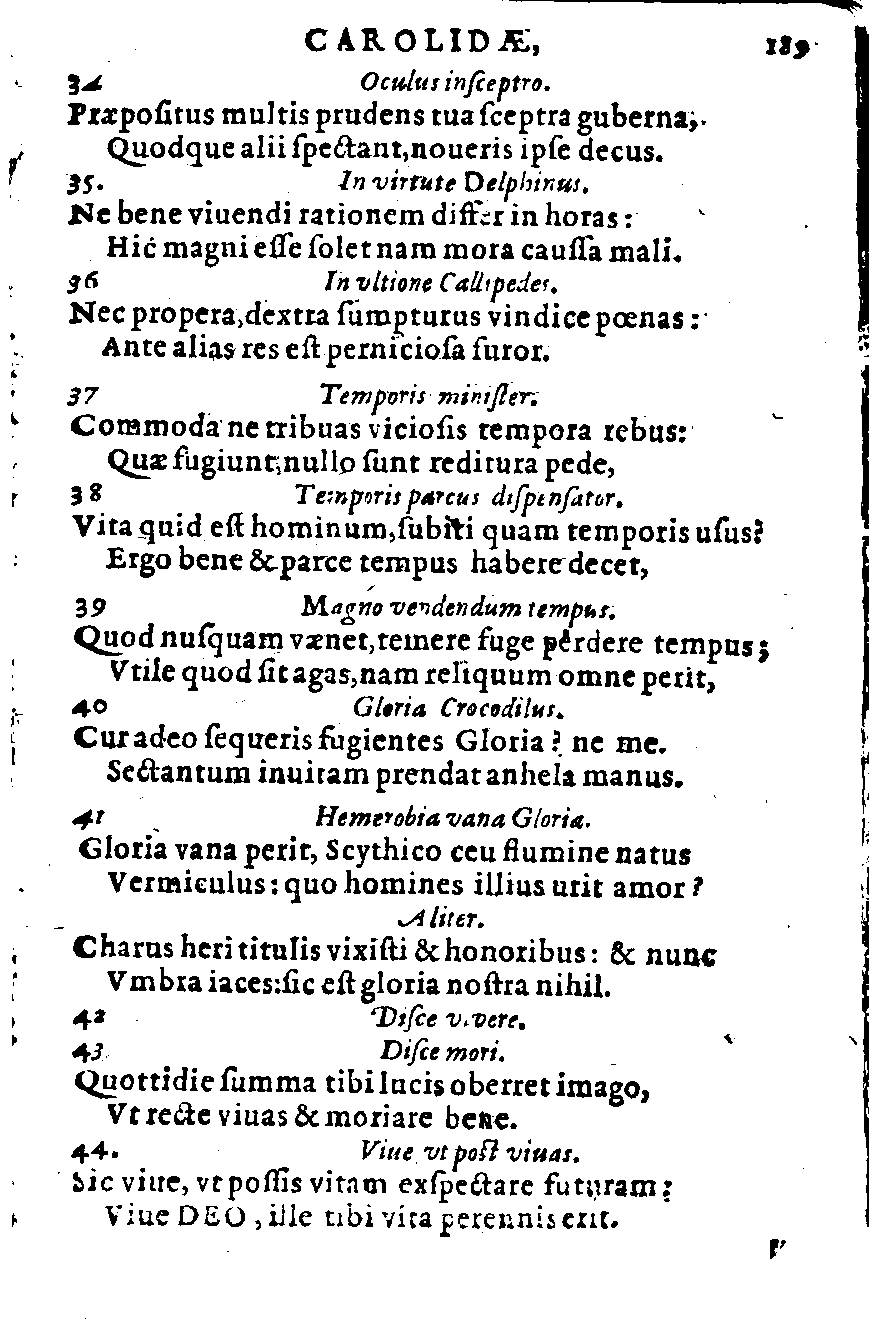 CAROLIDÆ, 189
34 Oculus in ſceptro.
Præpoſitus multis prudens tua ſceptra guberna,
Quodque alii ſpectant, noueris ipſe decus.
35. In virtute Delphinus.
Ne bene viuendi rationem differ in horas:
Hic magni eſſe ſolet nam mora cauſſa mali.
36 In vltione Callipedes.
Nec propera, dextra ſumpturus vindice pœnas:
Ante alias res eſt pernicioſa furor.
37 Temporis miniſter.
Commoda ne tribuas vicioſis tempora rebus:
Quæ fugiunt, nullo ſunt reditura pede,
38 Temporis parcus diſpenſator.
Vita quid eſt hominum, ſubiti quam temporis uſus?
Ergo bene & parce tempus habere decet,
39 Magno vendendum tempus.
Quod nuſquam vænet, temere fuge perdere tempus;
Vtile quod ſit agas, nam reliquum omne perit,
40 Gloria Crocodilus.
Cur adeo ſequeris fugientes Gloria? ne me.
Sectantum inuitam prendat anhela manus.
41 Hemerobia vana Gloria.
Gloria vana perit, Scythico ceu flumine natus
Vermiculus: quo homines illius urit amor?
Aliter.
Charus heri titulis vixiſti & honoribus: & nunc
Vmbra iaces: ſic eſt gloria noſtra nihil.
42 Diſce vivere.
43 Diſce mori.
Quottidie ſumma tibi lucis oberret imago,
Vt recte viuas & moriare bene.
44. Viue vt poſt viuas.
Sic viue, vt poſſis vitam exſpectare futuram:
Viue DEO, ille tibi vita perennis erit.